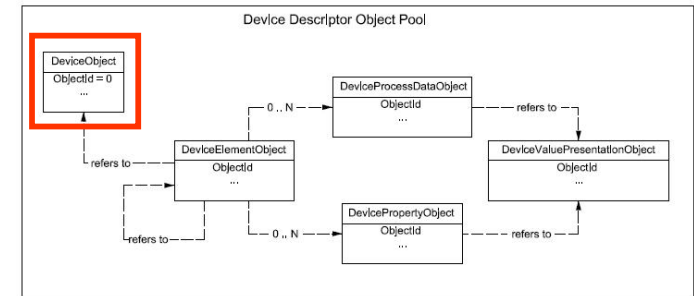 Device Descriptor Object Pool
DeviceObject
ObjectId = 0
...
DeviceProcessDataObject
ObjectId
...
0 .. N
refers to
DeviceElementObject
ObjectId
...
refers to
DeviceValuePresentationObject
ObjectId
...
DevicePropertyObject
ObjectId
...
refers to
0 .. N
refers to